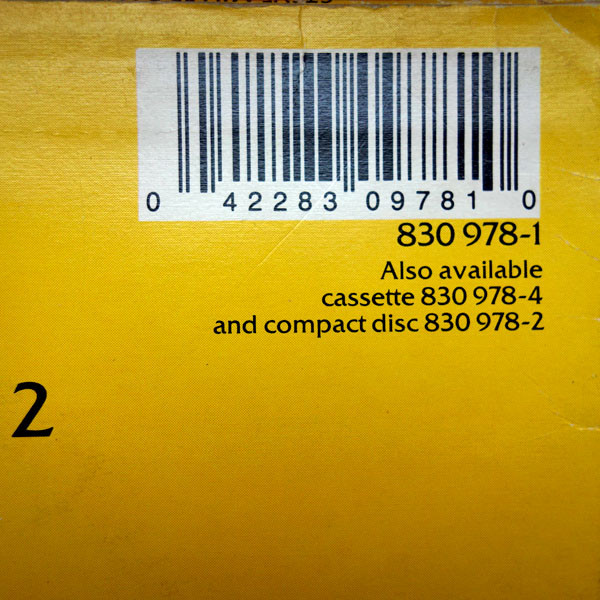 0 42283 09781 0
830 978-1
Also available
cassette 830 978-4
and compact disc 830 978-2
2